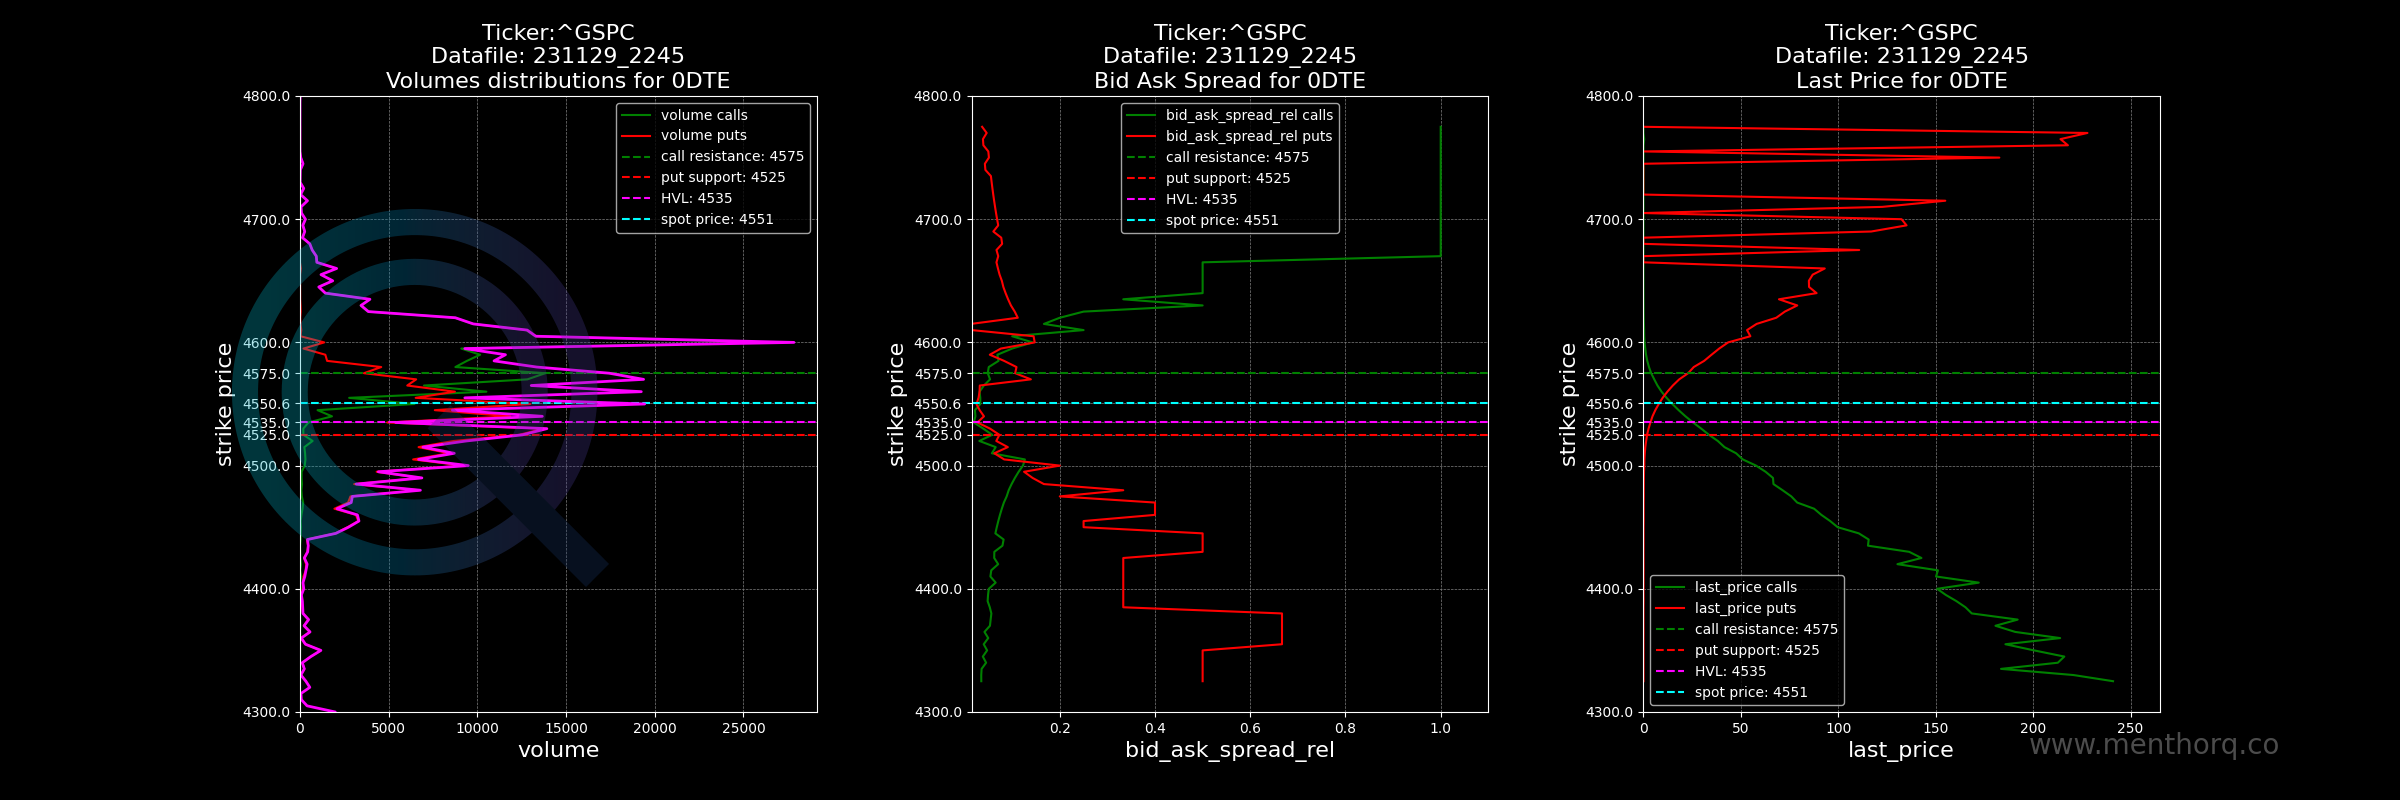 Ticker:^GSPC
Datafile: 231129_2245
Volumes distributions for 0DTE
4800.0
4700.0
4600.0
4575.0
4550.6
4535.0
4525.0
4500.0
4400.0
4300.0
strike price
volume calls
volume puts
call resistance: 4575
put support: 4525
HVL: 4535
spot price: 4551
0
5000
10000
15000
20000
25000
volume
Ticker:^GSPC
Datafile: 231129_2245
Bid Ask Spread for 0DTE
4800.0
4700.0
4600.0
4575.0
4550.6
4535.0
4525.0
4500.0
4400.0
4300.0
strike price
bid_ask_spread_rel calls
bid_ask_spread_rel puts
call resistance: 4575
put support: 4525
HVL: 4535
spot price: 4551
0.2
0.4
0.6
0.8
1.0
bid_ask_spread_rel
Ticker:^GSPC
Datafile: 231129_2245
Last Price for 0DTE
4800.0
4700.0
4600.0
4575.0
4550.6
4535.0
4525.0
4500.0
4400.0
4300.0
strike price
last_price calls
last_price puts
call resistance: 4575
put support: 4525
HVL: 4535
spot price: 4551
0
50
100
150
200
250
last_price
www.menthorq.co